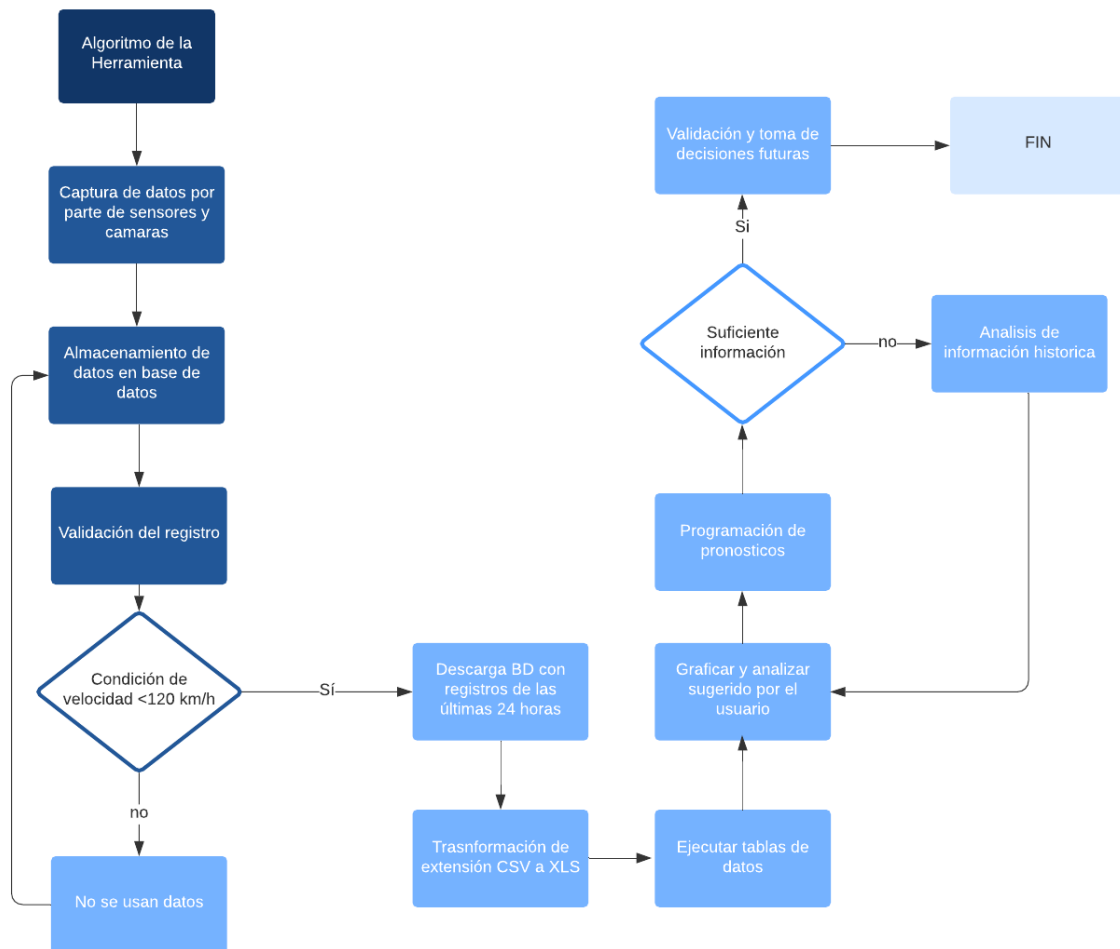 Algoritmo de la
Herramienta
Captura de datos por
parte de sensores y
camaras
Almacenamiento de
datos en base de
datos
Validación del registro
Condición de
velocidad <120 km/h
Sí
no
No se usan datos
Descarga BD con
registros de las
últimas 24 horas
Trasnformación de
extensión CSV a XLS
Ejecutar tablas de
datos
Graficar y analizar
sugerido por el
usuario
Programación de
pronosticos
Suficiente
información
no
Analisis de
información historica
Si
Validación y toma de
decisiones futuras
FIN